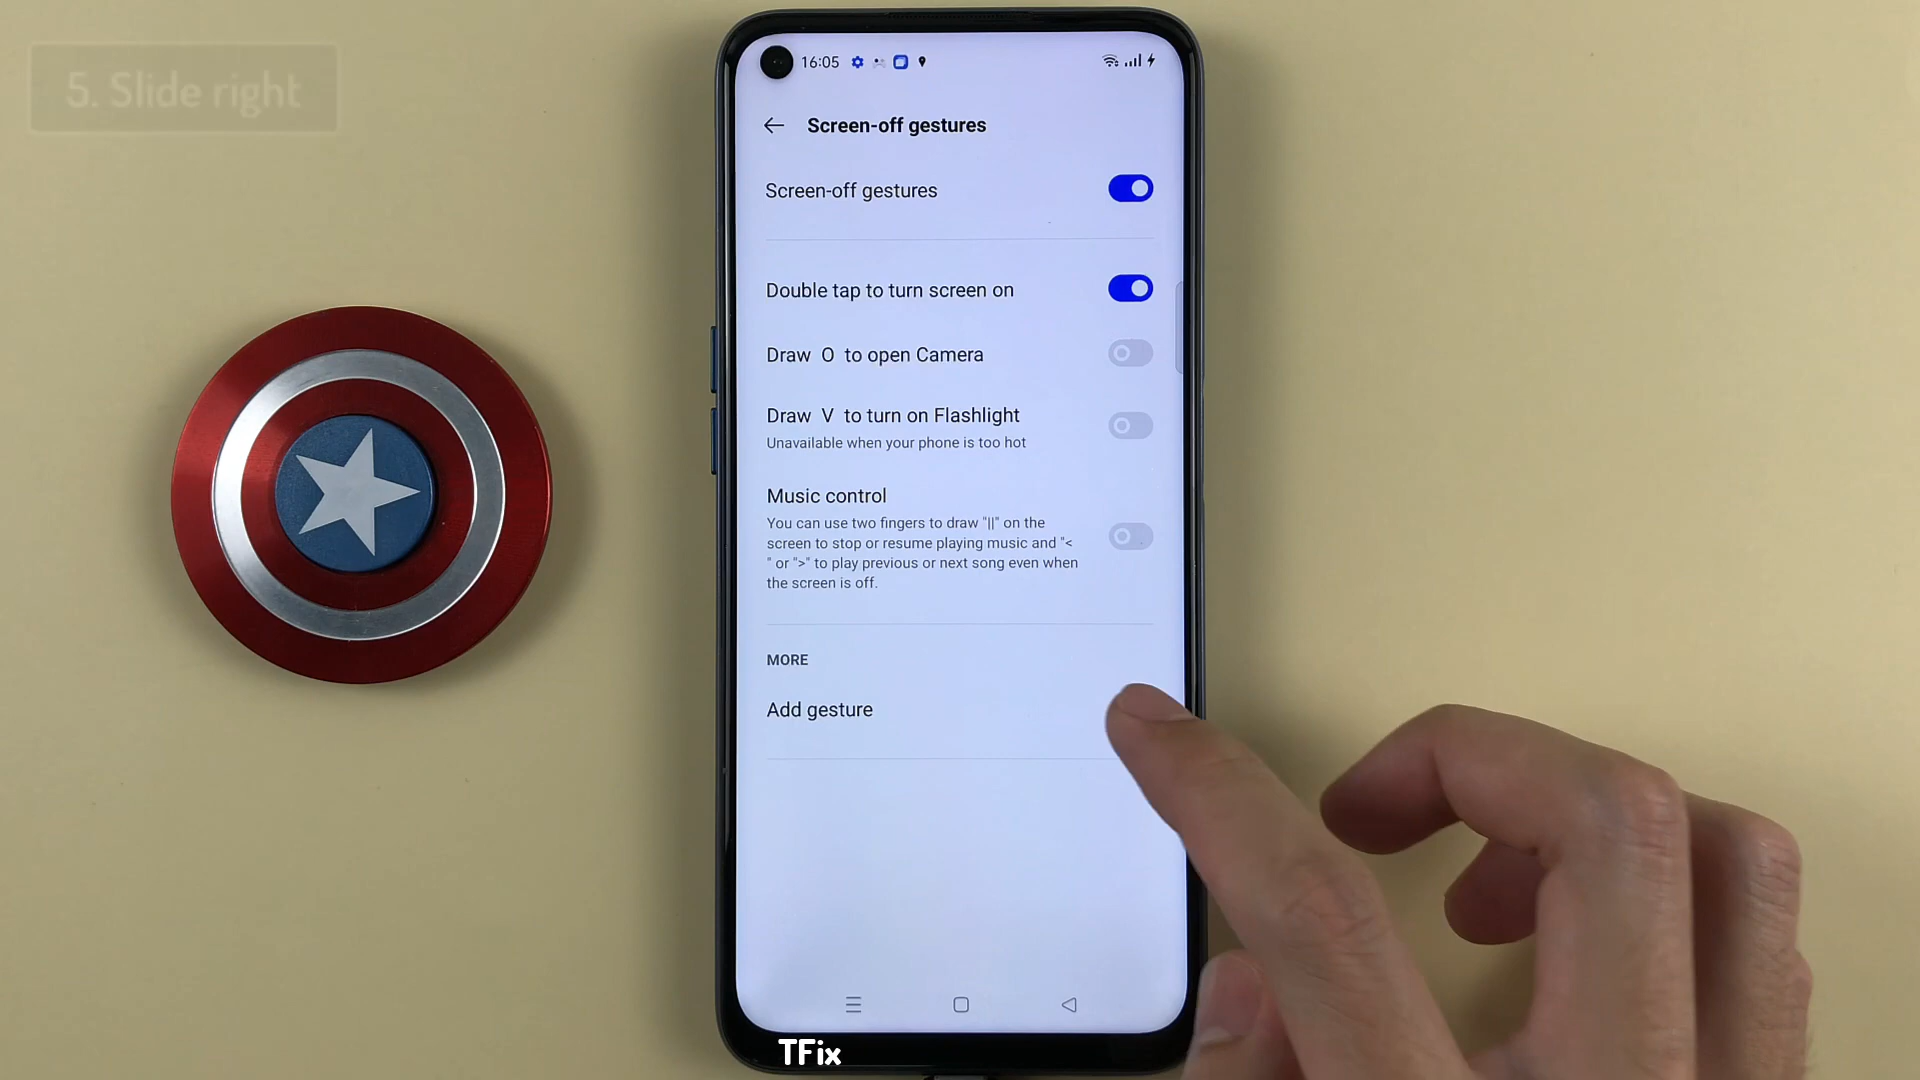 5. Slide right
16:05
Screen-off gestures
Screen-off gestures
Double tap to turn screen on
Draw O to open Camera
Draw V to turn on Flashlight
Unavailable when your phone is too hot
Music control
You can use two fingers to draw "||" on the
screen to stop or resume playing music and "<
" or ">" to play previous or next song even when
the screen is off.
MORE
Add gesture
TFix